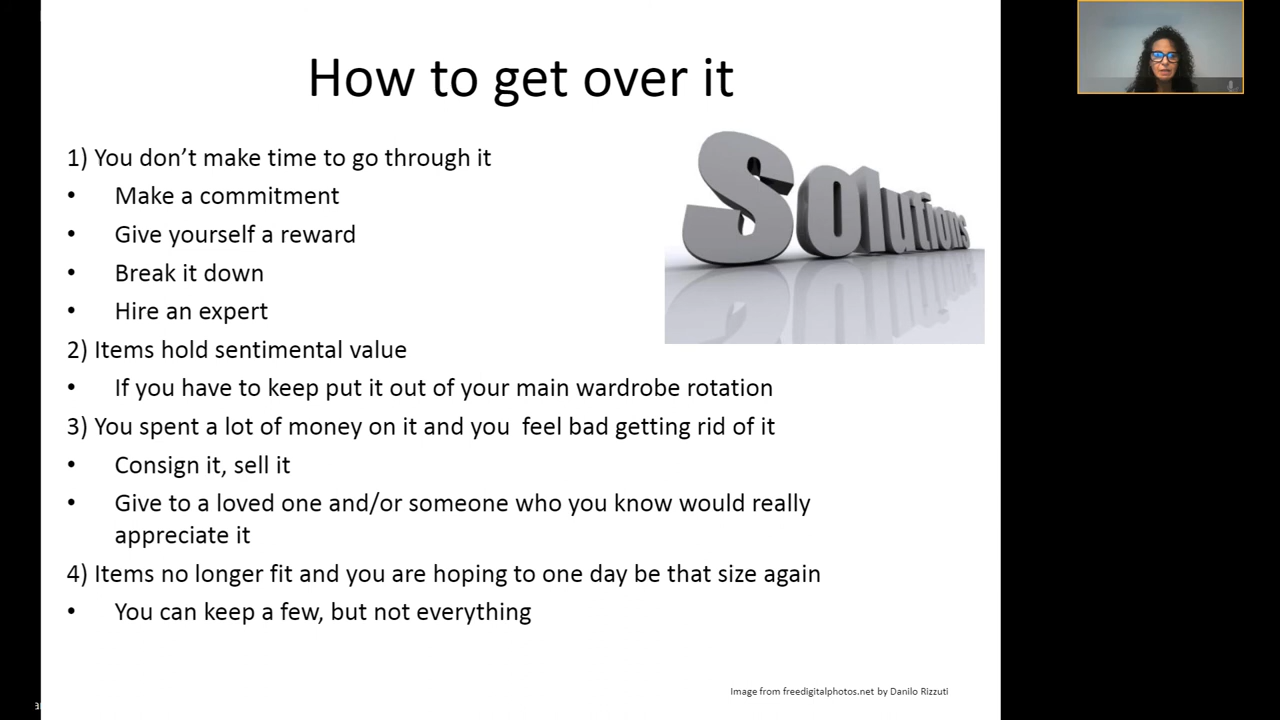 How to get over it
1) You don’t make time to go through it
• Make a commitment
• Give yourself a reward
• Break it down
• Hire an expert
2) Items hold sentimental value
• If you have to keep put it out of your main wardrobe rotation
3) You spent a lot of money on it and you  feel bad getting rid of it
• Consign it, sell it
• Give to a loved one and/or someone who you know would really
appreciate it
4) Items no longer fit and you are hoping to one day be that size again
• You can keep a few, but not everything
Solutions
Image from freedigitalphotos.net by Danilo Rizzuti